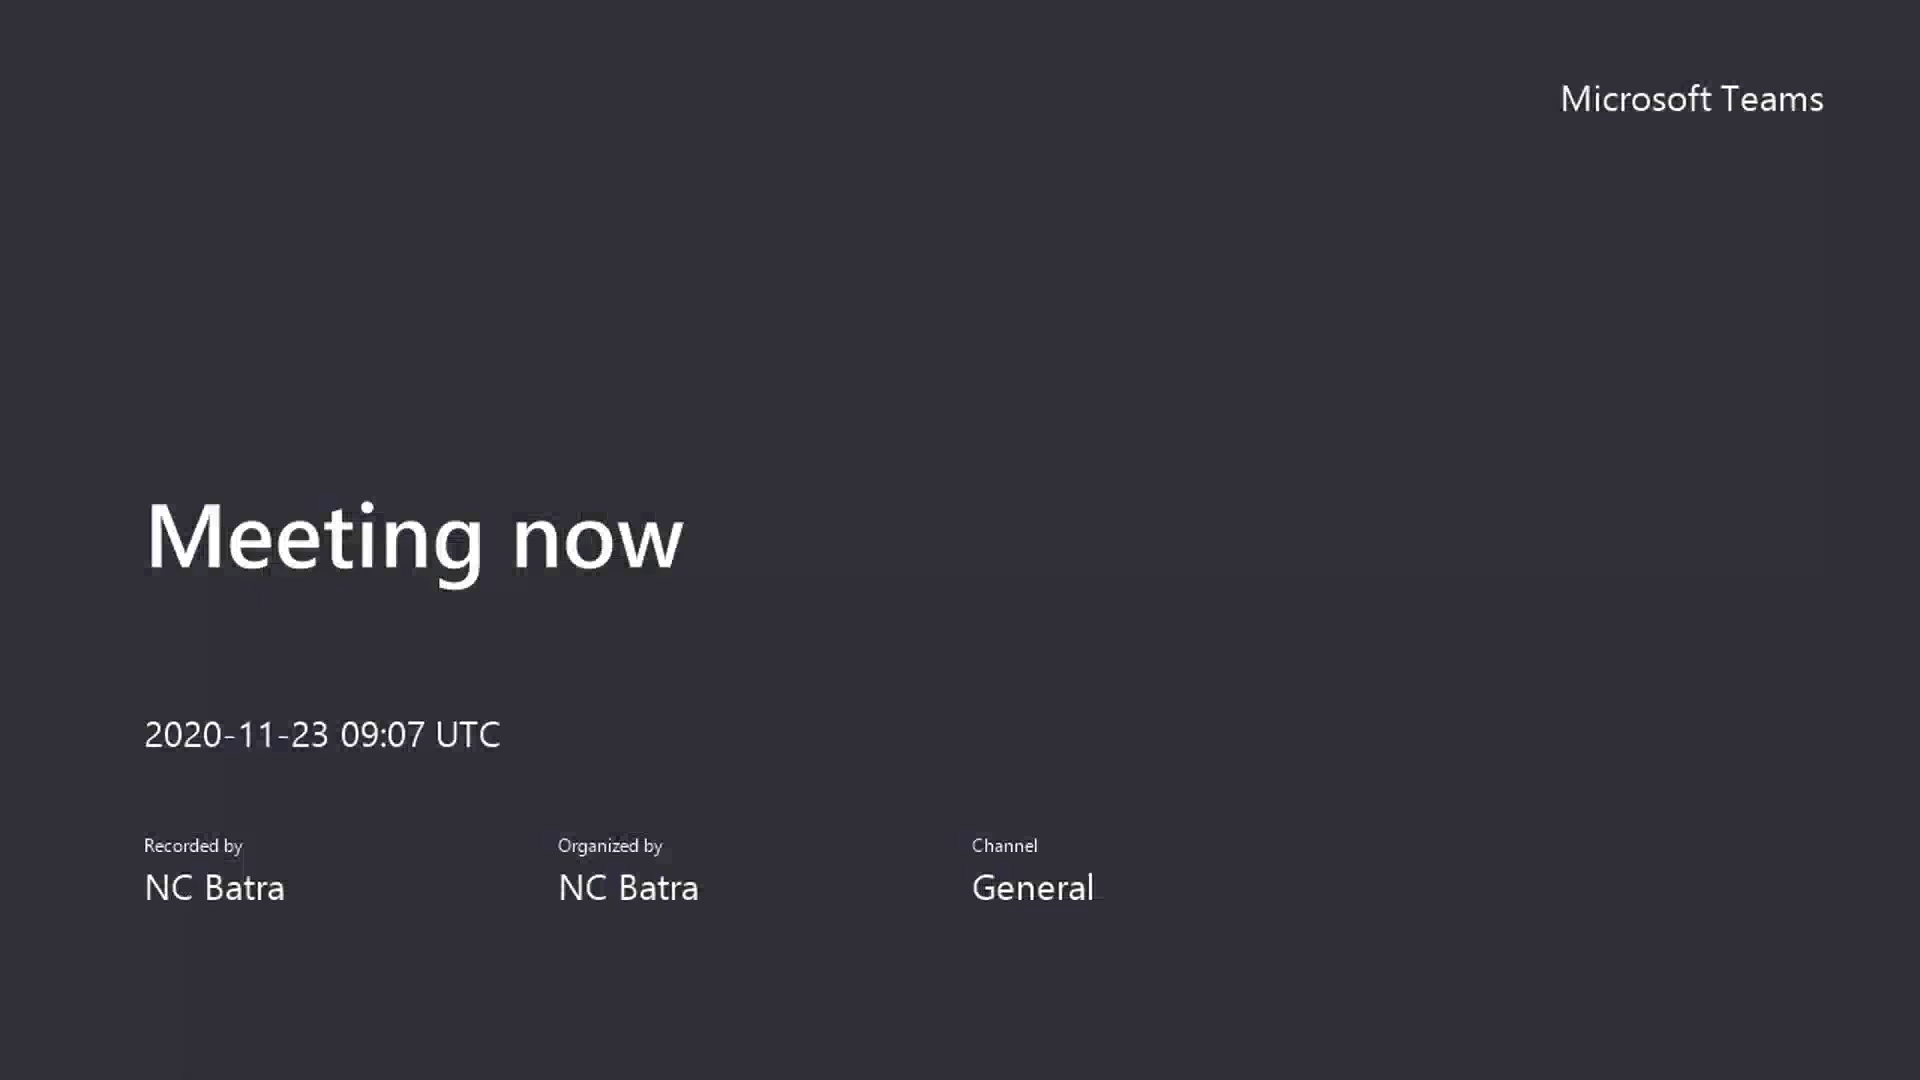 Microsoft Teams
Meeting now
2020-11-23 09:07 UTC
Recorded by
NC Batra
Organized by
NC Batra
Channel
General